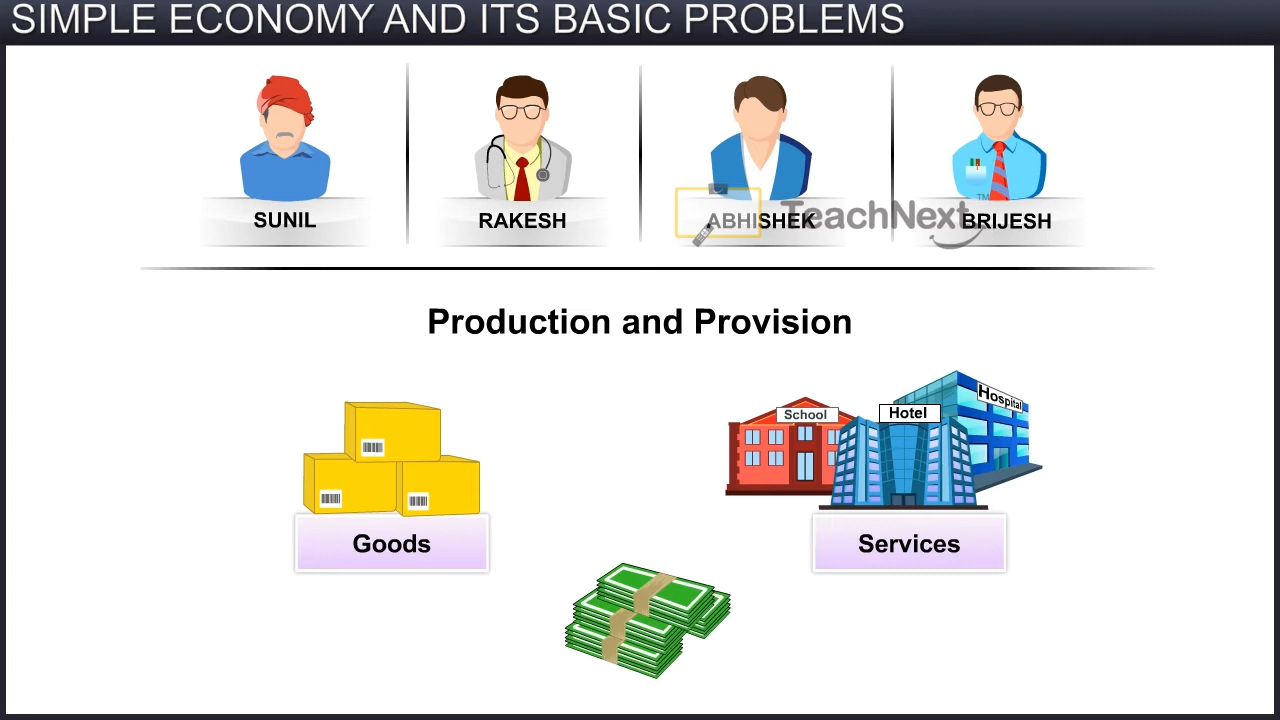 SIMPLE ECONOMY AND ITS BASIC PROBLEMS
SUNIL
RAKESH
ABHISHEK
TeachNext
TM
BRIJESH
Production and Provision
School
Hotel
Hospital
Goods
Services